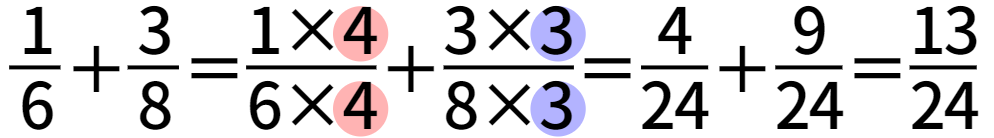 1/6 + 3/8 = 1×4/6×4 + 3×3/8×3 = 4/24 + 9/24 = 13/24